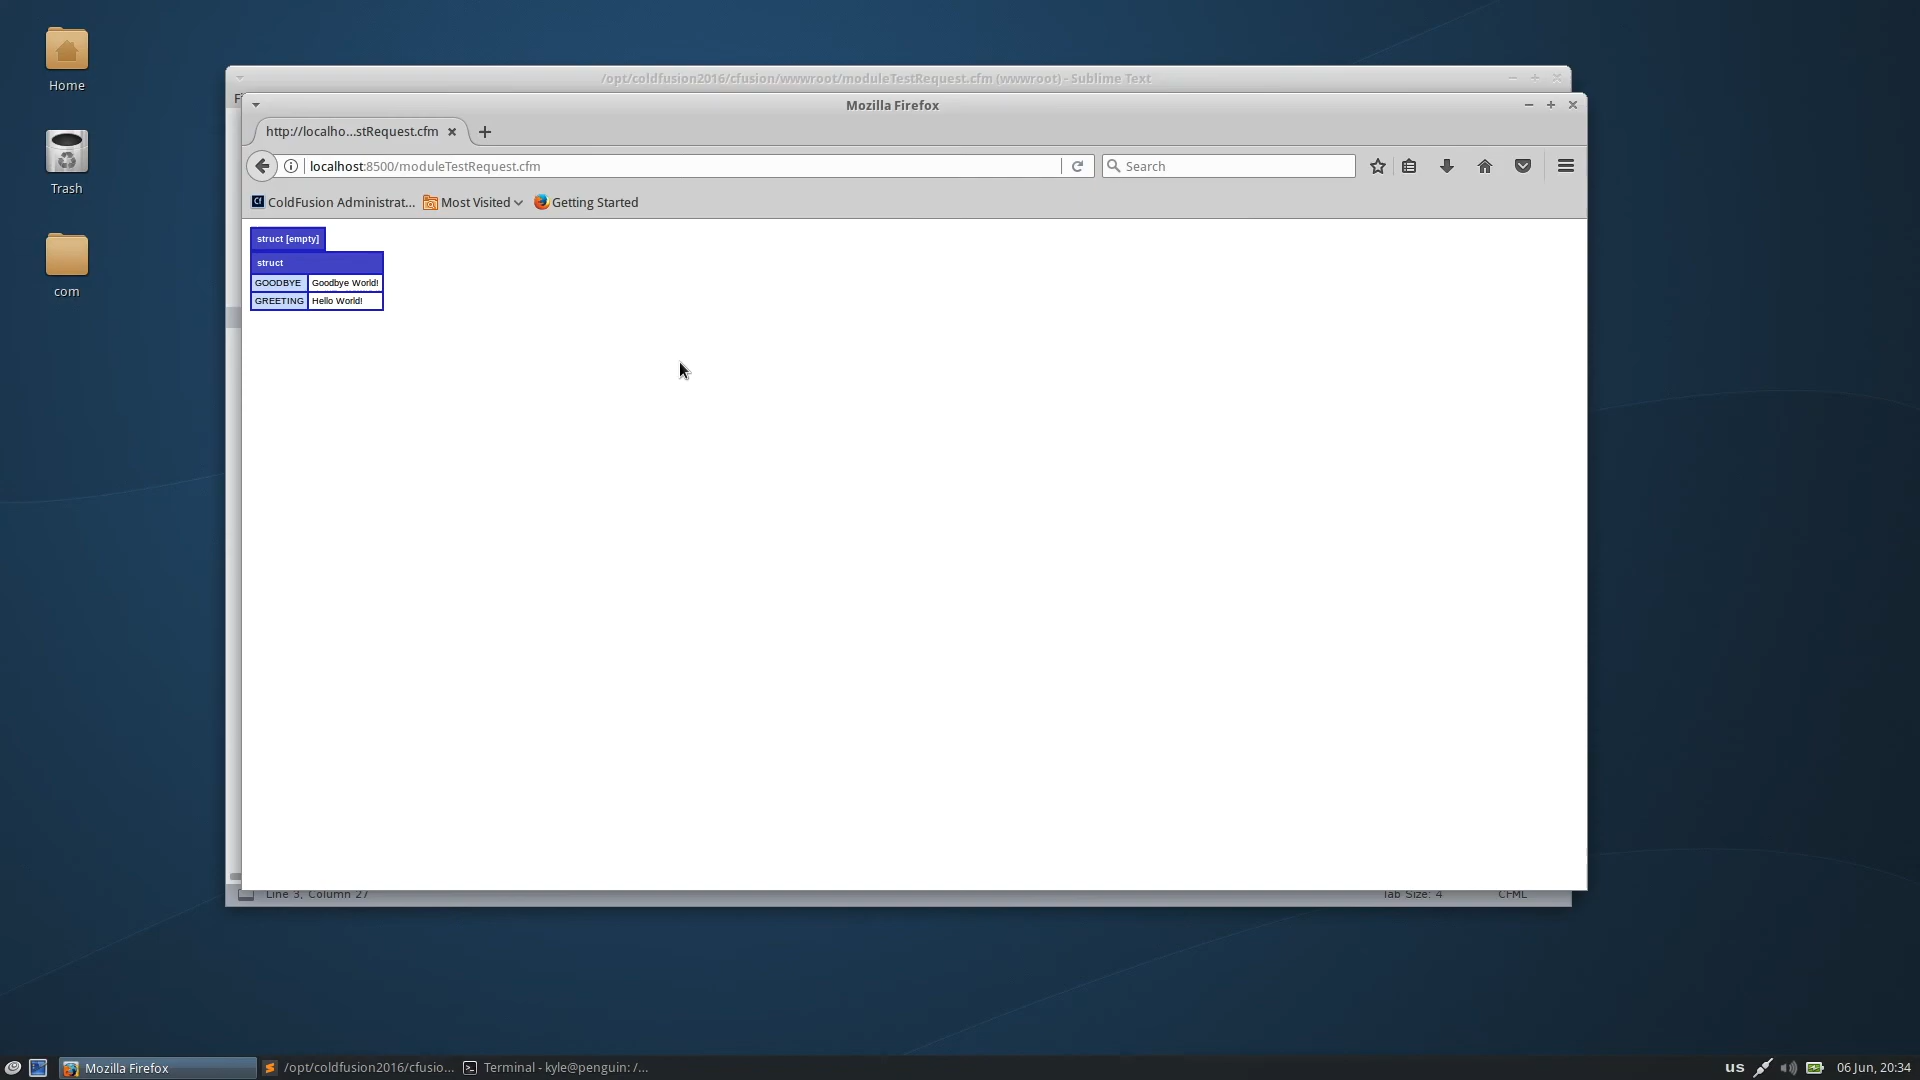 Home
Trash
com
/opt/coldfusion2016/cfusion/wwwroot/moduleTestRequest.cfm (wwwroot) - Sublime Text
Mozilla Firefox
http://localho...stRequest.cfm
localhost:8500/moduleTestRequest.cfm
Search
ColdFusion Administrat...
Most Visited
Getting Started
struct [empty]
struct
GOODBYE Goodbye World!
GREETING Hello World!
Line 3, Column 27
Tab Size: 4
CFML
Mozilla Firefox
/opt/coldfusion2016/cfusio...
Terminal - kyle@penguin: /...
us
06 Jun, 20:34